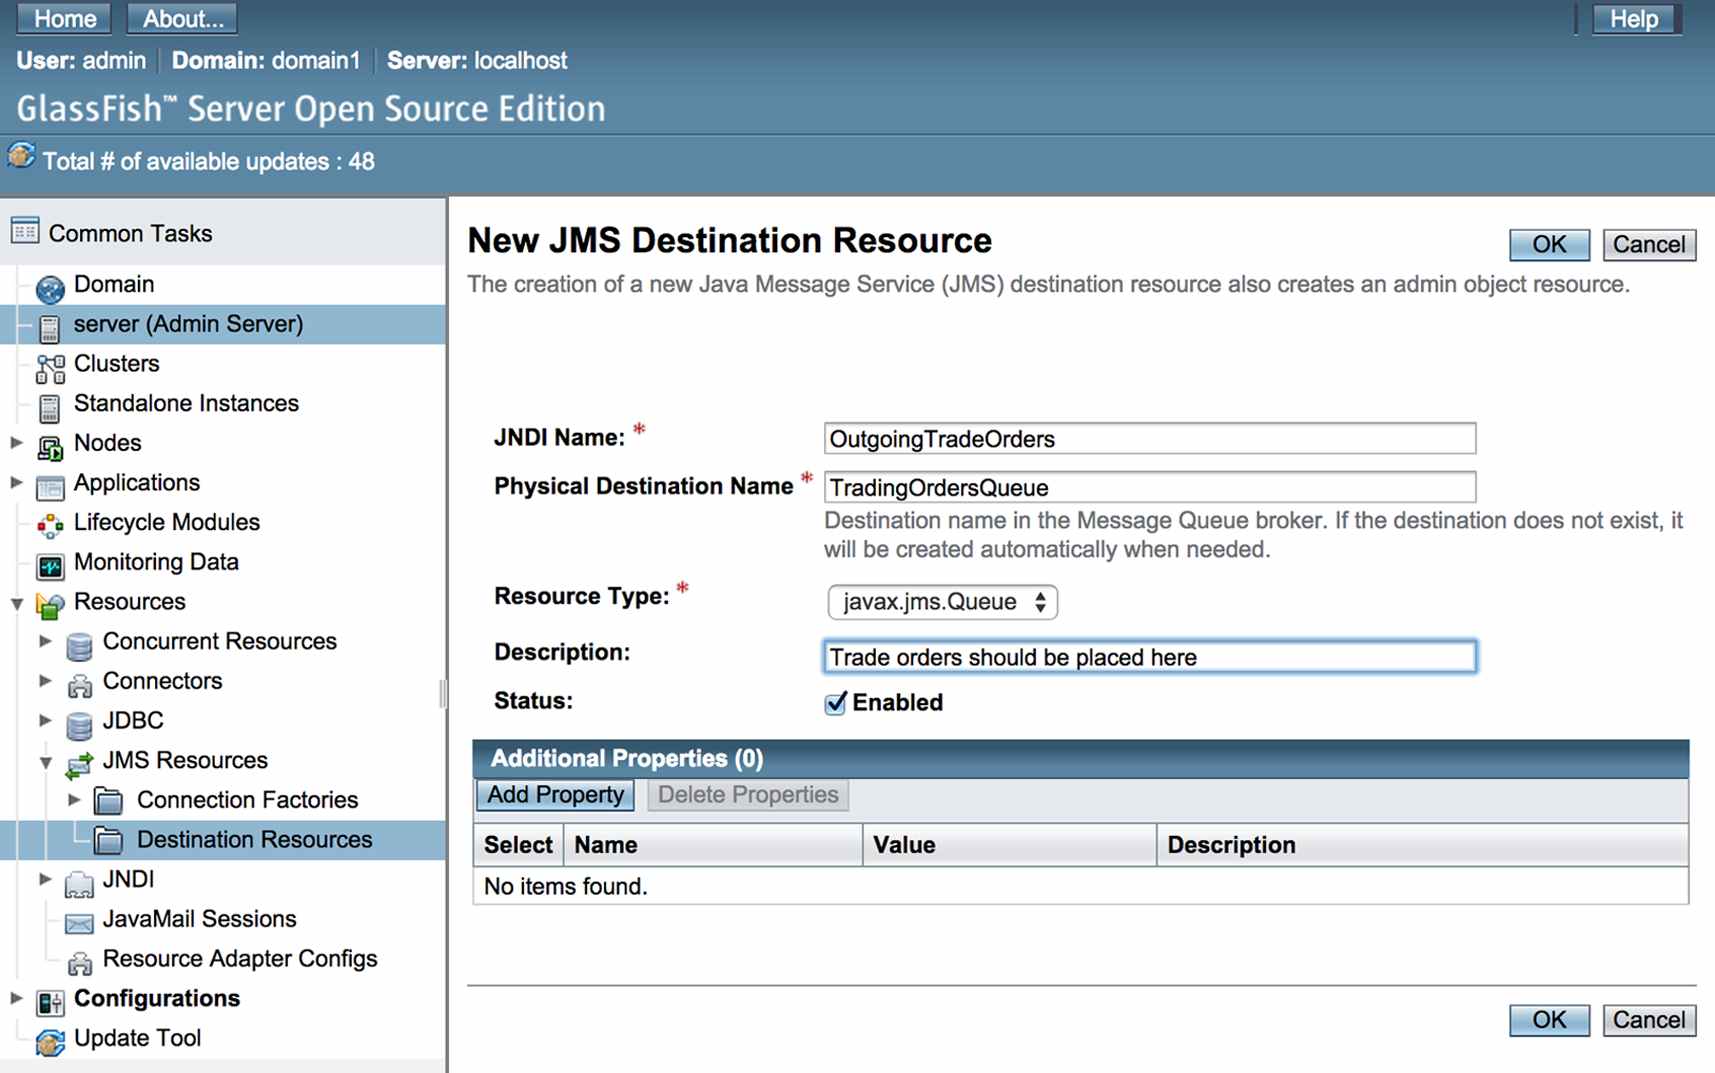 Home About... Help
User: admin Domain: domain1 Server: localhost
GlassFish™ Server Open Source Edition
Total # of available updates : 48
Common Tasks
Domain
server (Admin Server)
Clusters
Standalone Instances
Nodes
Applications
Lifecycle Modules
Monitoring Data
Resources
Concurrent Resources
Connectors
JDBC
JMS Resources
Connection Factories
Destination Resources
JNDI
JavaMail Sessions
Resource Adapter Configs
Configurations
Update Tool
New JMS Destination Resource OK Cancel
The creation of a new Java Message Service (JMS) destination resource also creates an admin object resource.
JNDI Name: * OutgoingTradeOrders
Physical Destination Name * TradingOrdersQueue
Destination name in the Message Queue broker. If the destination does not exist, it
will be created automatically when needed.
Resource Type: * javax.jms.Queue
Description: Trade orders should be placed here
Status: Enabled
Additional Properties (0)
Add Property Delete Properties
Select Name Value Description
No items found.
OK Cancel